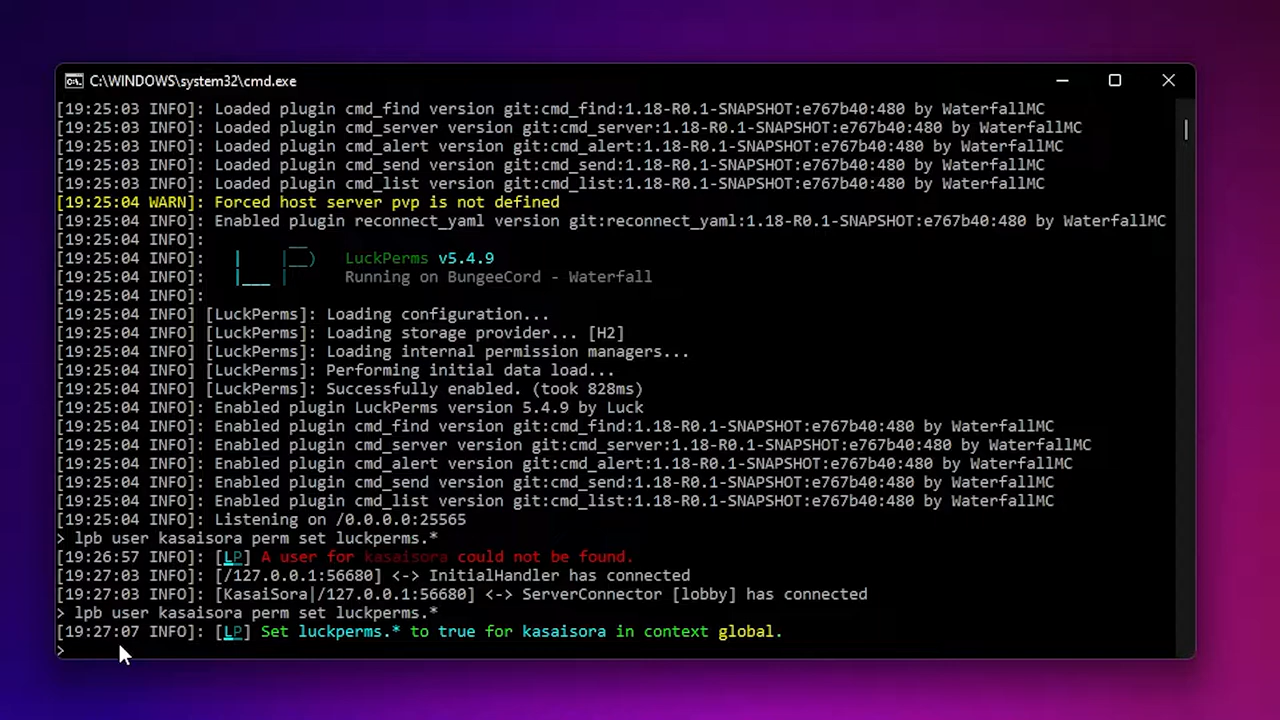 C:\WINDOWS\system32\cmd.exe
[19:25:03 INFO]: Loaded plugin cmd_find version git:cmd_find:1.18-R0.1-SNAPSHOT:e767b40:480 by WaterfallMC
[19:25:03 INFO]: Loaded plugin cmd_server version git:cmd_server:1.18-R0.1-SNAPSHOT:e767b40:480 by WaterfallMC
[19:25:03 INFO]: Loaded plugin cmd_alert version git:cmd_alert:1.18-R0.1-SNAPSHOT:e767b40:480 by WaterfallMC
[19:25:03 INFO]: Loaded plugin cmd_send version git:cmd_send:1.18-R0.1-SNAPSHOT:e767b40:480 by WaterfallMC
[19:25:03 INFO]: Loaded plugin cmd_list version git:cmd_list:1.18-R0.1-SNAPSHOT:e767b40:480 by WaterfallMC
[19:25:04 WARN]: Forced host server pvp is not defined
[19:25:04 INFO]: Enabled plugin reconnect_yaml version git:reconnect_yaml:1.18-R0.1-SNAPSHOT:e767b40:480 by WaterfallMC
[19:25:04 INFO]:         __
[19:25:04 INFO]:   |    |__)   LuckPerms v5.4.9
[19:25:04 INFO]:   |___ |      Running on BungeeCord - Waterfall
[19:25:04 INFO]:
[19:25:04 INFO] [LuckPerms]: Loading configuration...
[19:25:04 INFO] [LuckPerms]: Loading storage provider... [H2]
[19:25:04 INFO] [LuckPerms]: Loading internal permission managers...
[19:25:04 INFO] [LuckPerms]: Performing initial data load...
[19:25:04 INFO] [LuckPerms]: Successfully enabled. (took 828ms)
[19:25:04 INFO]: Enabled plugin LuckPerms version 5.4.9 by Luck
[19:25:04 INFO]: Enabled plugin cmd_find version git:cmd_find:1.18-R0.1-SNAPSHOT:e767b40:480 by WaterfallMC
[19:25:04 INFO]: Enabled plugin cmd_server version git:cmd_server:1.18-R0.1-SNAPSHOT:e767b40:480 by WaterfallMC
[19:25:04 INFO]: Enabled plugin cmd_alert version git:cmd_alert:1.18-R0.1-SNAPSHOT:e767b40:480 by WaterfallMC
[19:25:04 INFO]: Enabled plugin cmd_send version git:cmd_send:1.18-R0.1-SNAPSHOT:e767b40:480 by WaterfallMC
[19:25:04 INFO]: Enabled plugin cmd_list version git:cmd_list:1.18-R0.1-SNAPSHOT:e767b40:480 by WaterfallMC
[19:25:04 INFO]: Listening on /0.0.0.0:25565
> lpb user kasaisora perm set luckperms.*
[19:26:57 INFO]: [LP] A user for kasaisora could not be found.
[19:27:03 INFO]: [/127.0.0.1:56680] <-> InitialHandler has connected
[19:27:03 INFO]: [KasaiSora|/127.0.0.1:56680] <-> ServerConnector [lobby] has connected
> lpb user kasaisora perm set luckperms.*
[19:27:07 INFO]: [LP] Set luckperms.* to true for kasaisora in context global.
>